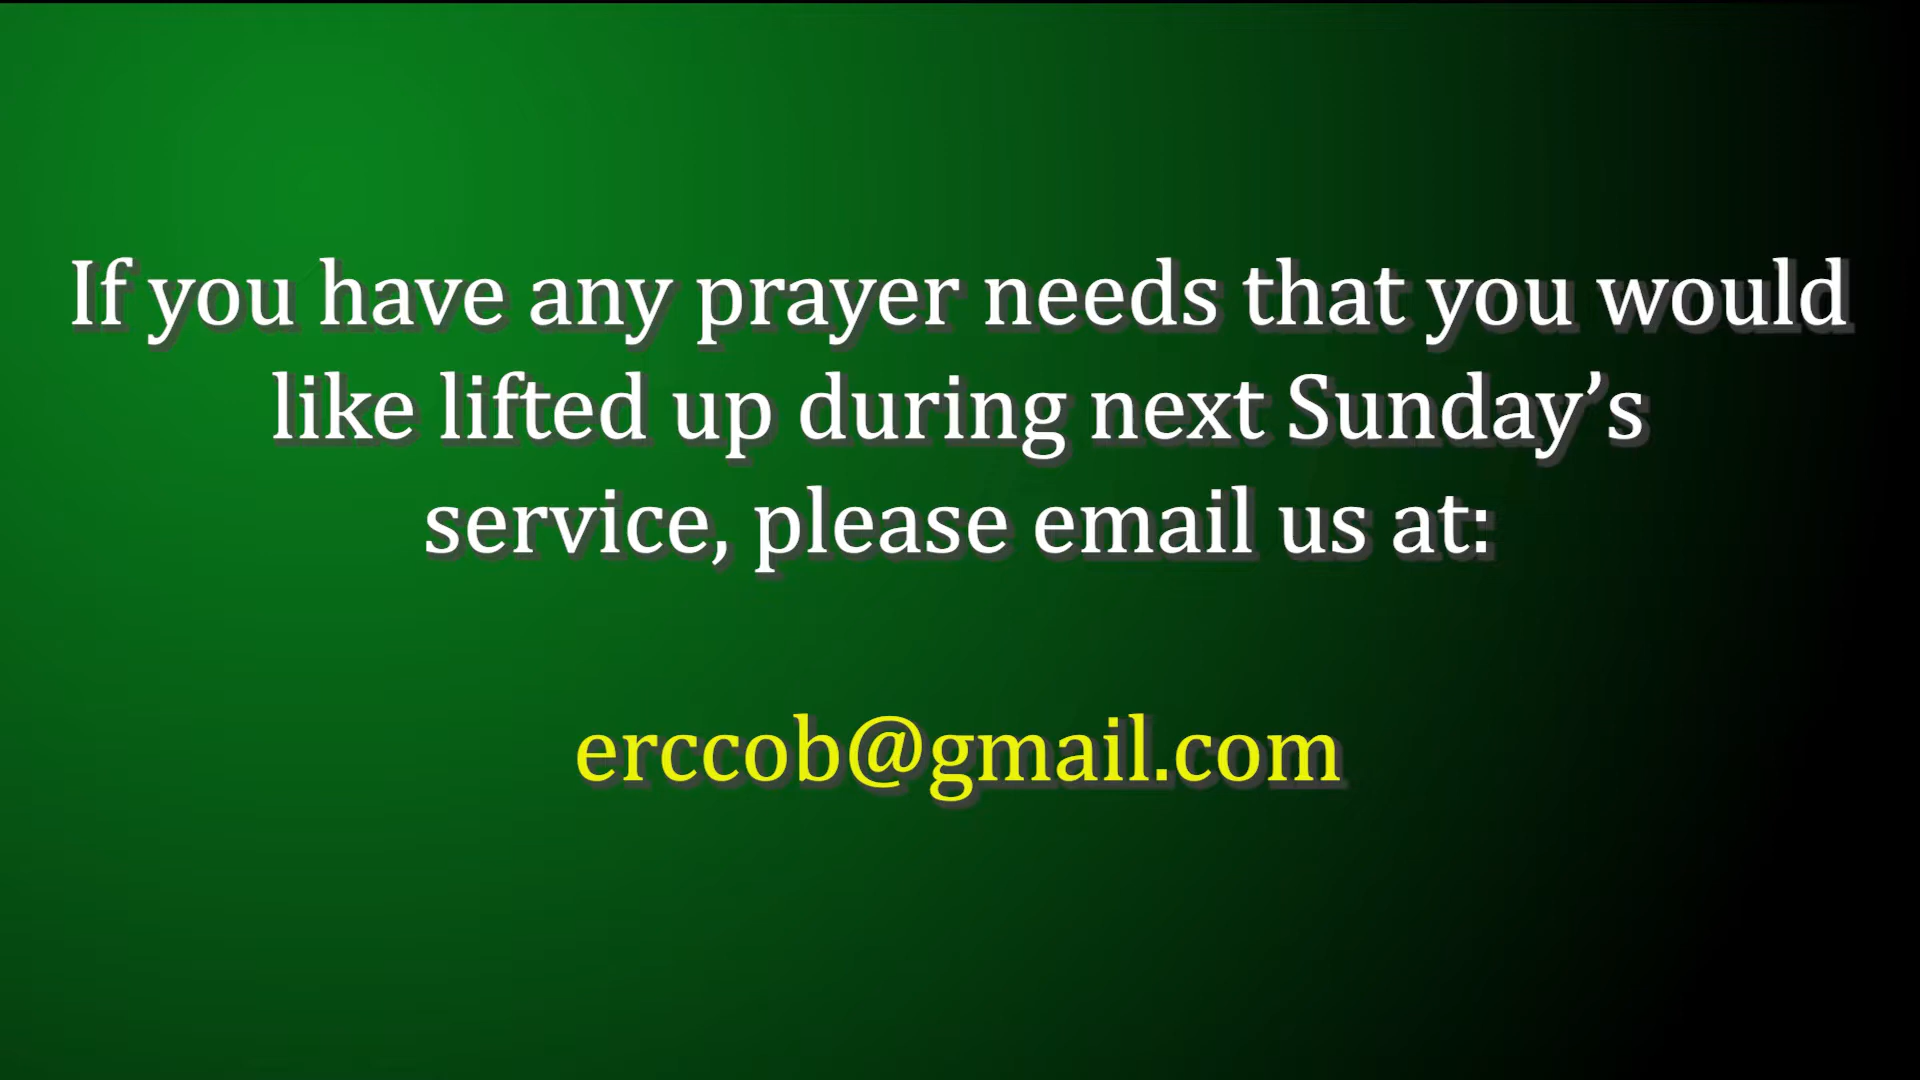 If you have any prayer needs that you would
like lifted up during next Sunday’s
service, please email us at:
erccob@gmail.com